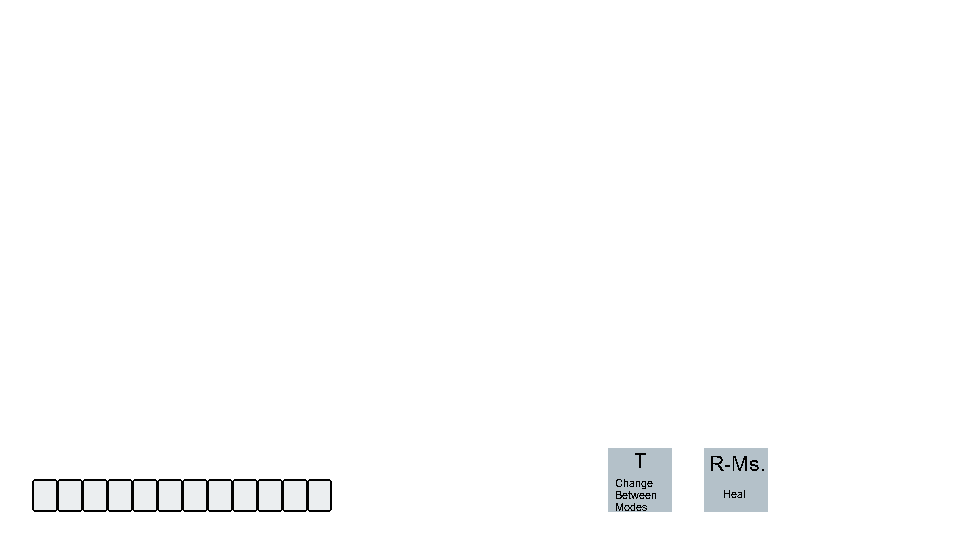 T
Change
Between
Modes
R-Ms.
Heal